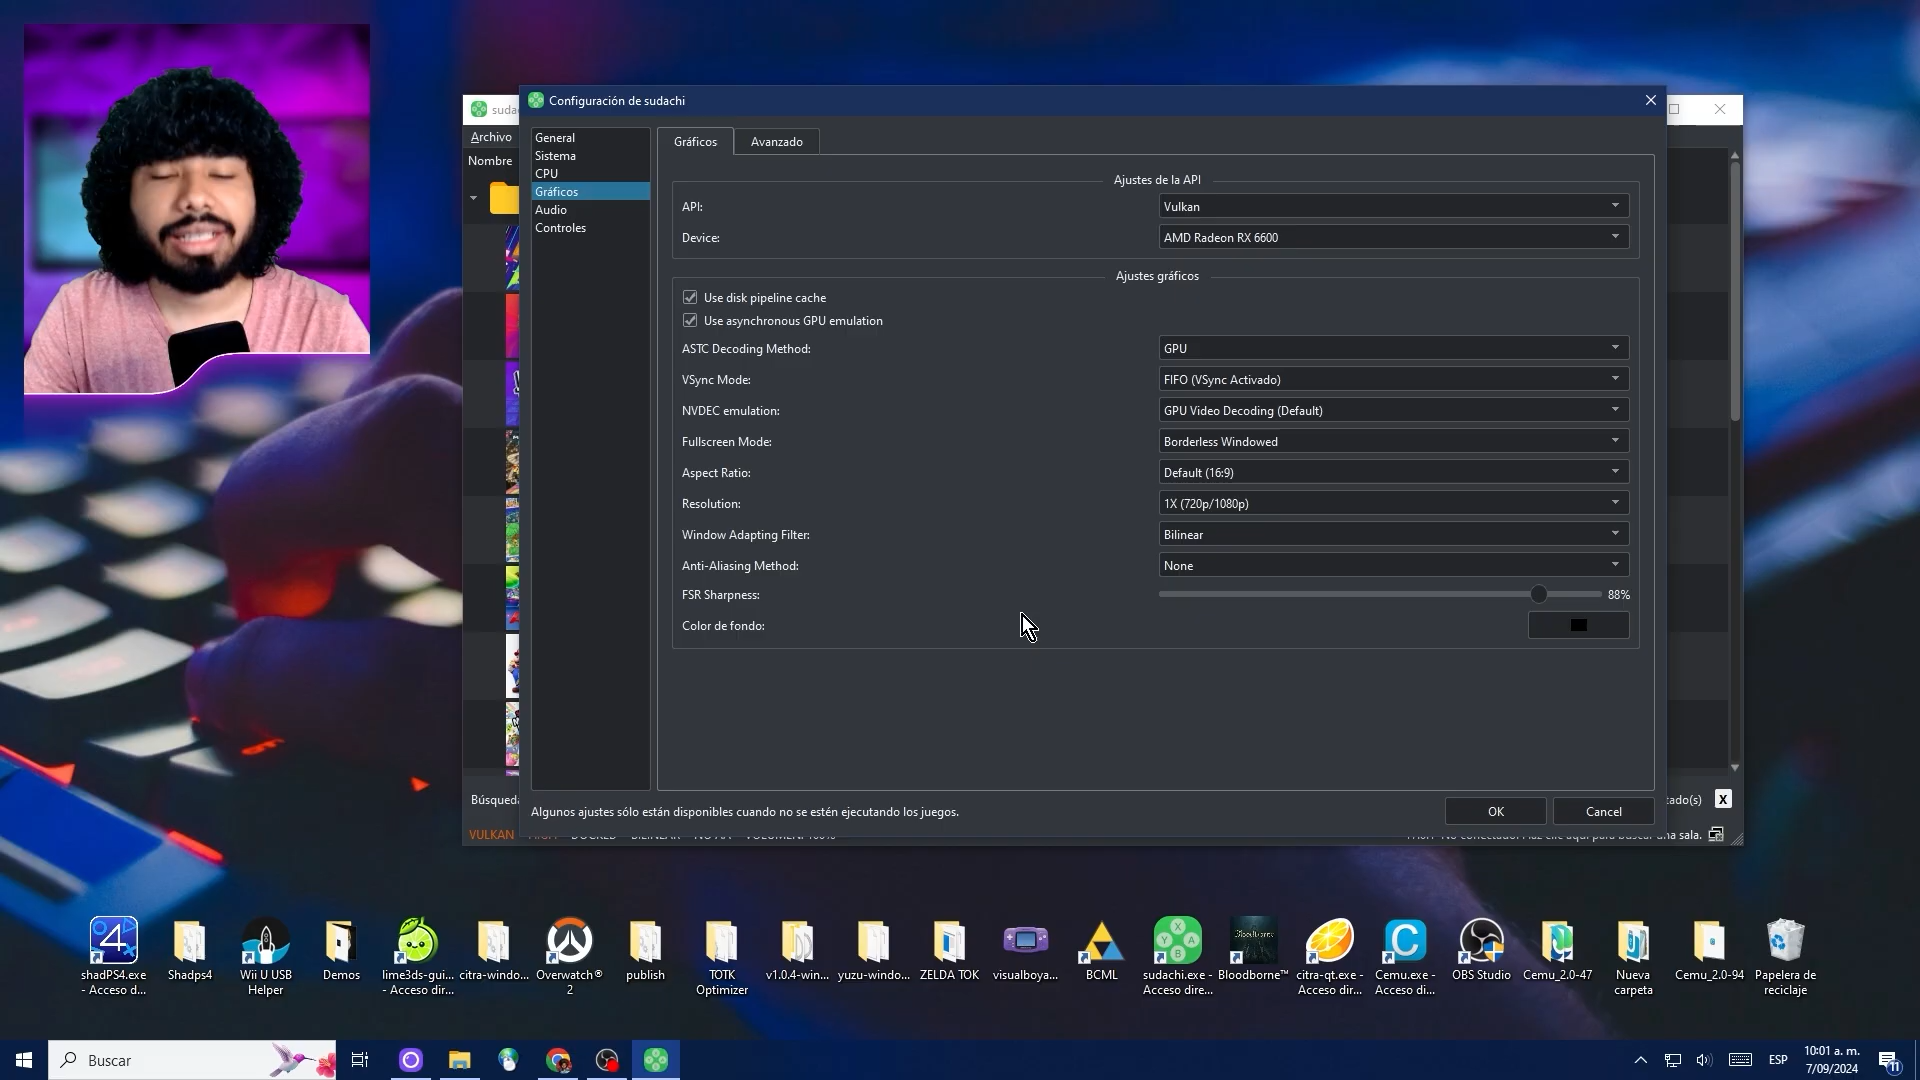 Configuración de sudachi
Archivo
Nombre
General
Sistema
CPU
Gráficos
Audio
Controles
Gráficos
Avanzado
Ajustes de la API
API:
Vulkan
Device:
AMD Radeon RX 6600
Ajustes gráficos
Use disk pipeline cache
Use asynchronous GPU emulation
ASTC Decoding Method:
GPU
VSync Mode:
FIFO (VSync Activado)
NVDEC emulation:
GPU Video Decoding (Default)
Fullscreen Mode:
Borderless Windowed
Aspect Ratio:
Default (16:9)
Resolution:
1X (720p/1080p)
Window Adapting Filter:
Bilinear
Anti-Aliasing Method:
None
FSR Sharpness:
88%
Color de fondo:
Algunos ajustes sólo están disponibles cuando no se estén ejecutando los juegos.
OK
Cancel
X
VULKAN
una sala.
shadPS4.exe - Acceso d...
Shadps4
Wii U USB Helper
Demos
lime3ds-gui... - Acceso dir...
citra-windo...
Overwatch® 2
publish
TOTK Optimizer
v1.0.4-win...
yuzu-windo...
ZELDA TOK
visualboya...
BCML
sudachi.exe - Acceso dire...
Bloodborne™
citra-qt.exe - Acceso dir...
Cemu.exe - Acceso di...
OBS Studio
Cemu_2.0-47
Nueva carpeta
Cemu_2.0-94
Papelera de reciclaje
Buscar
ESP
10:01 a. m.
7/09/2024
11